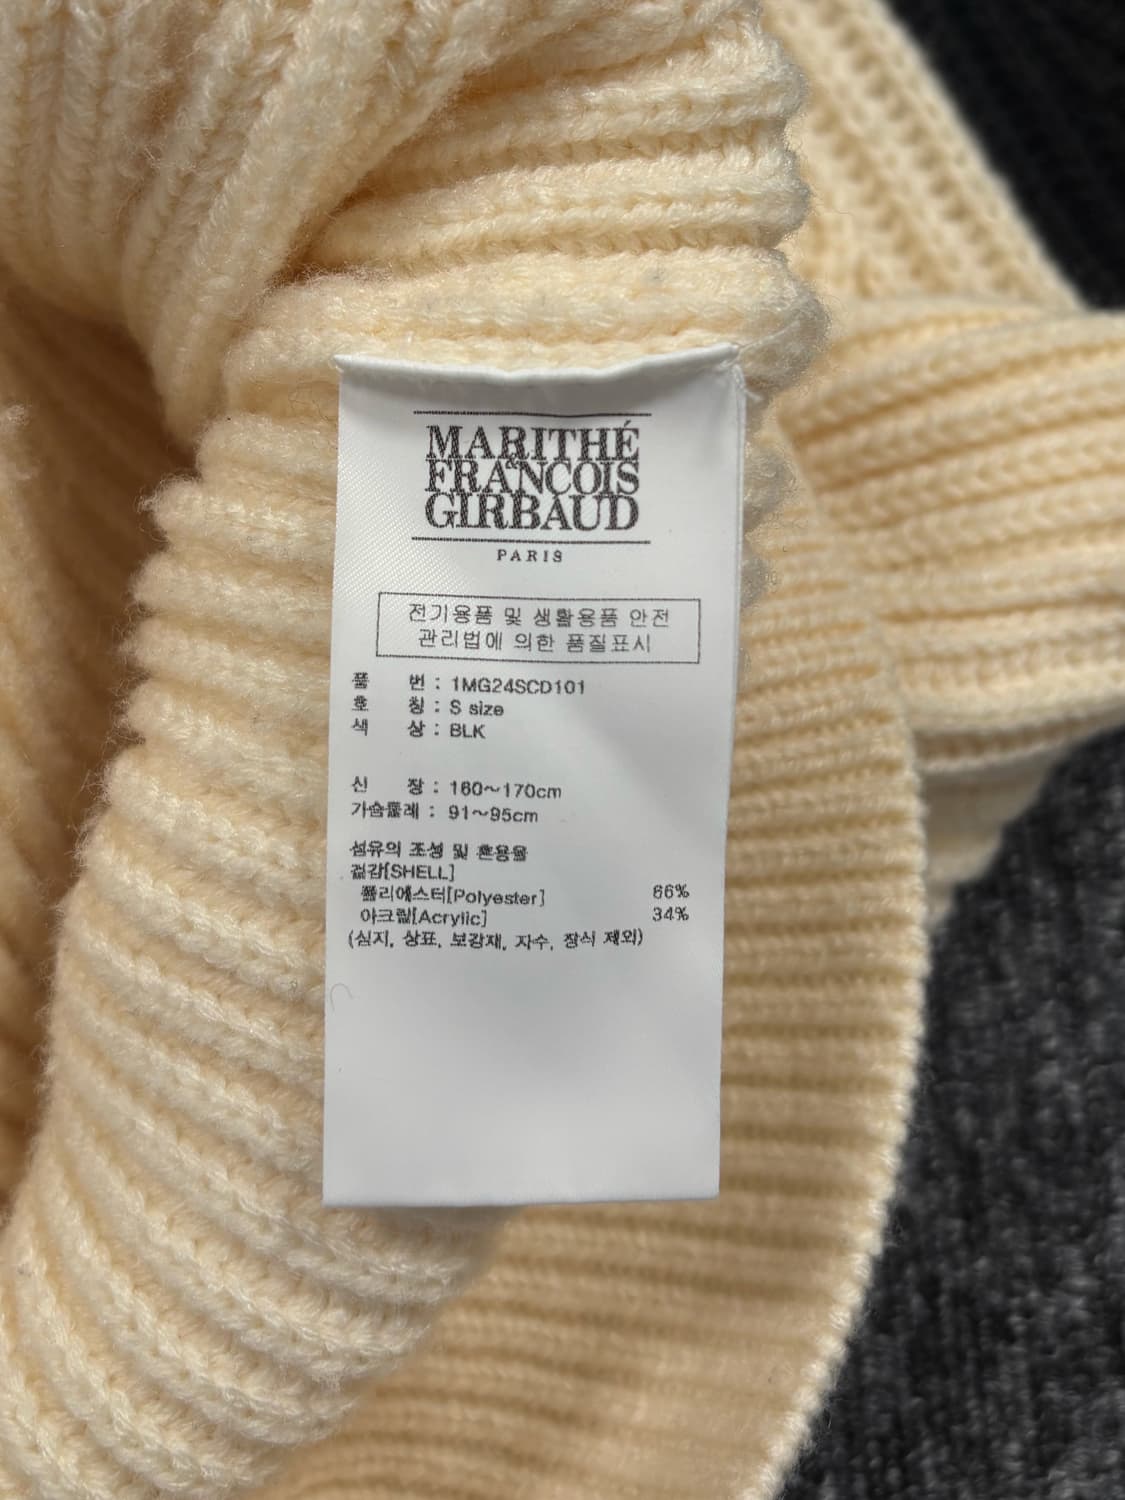 MARITHÉ
&
FRANCOIS
GIRBAUD
PARIS
전기용품 및 생활용품 안전
관리법에 의한 품질표시
품 번 : 1MG24SCD101
호 칭 : S size
색 상 : BLK
신 장 : 160~170cm
가슴둘레 : 91~95cm
섬유의 조성 및 혼용율
겉감[SHELL]
폴리에스터[Polyester] 66%
아크릴[Acrylic] 34%
(심지, 상표, 보강재, 자수, 장식 제외)